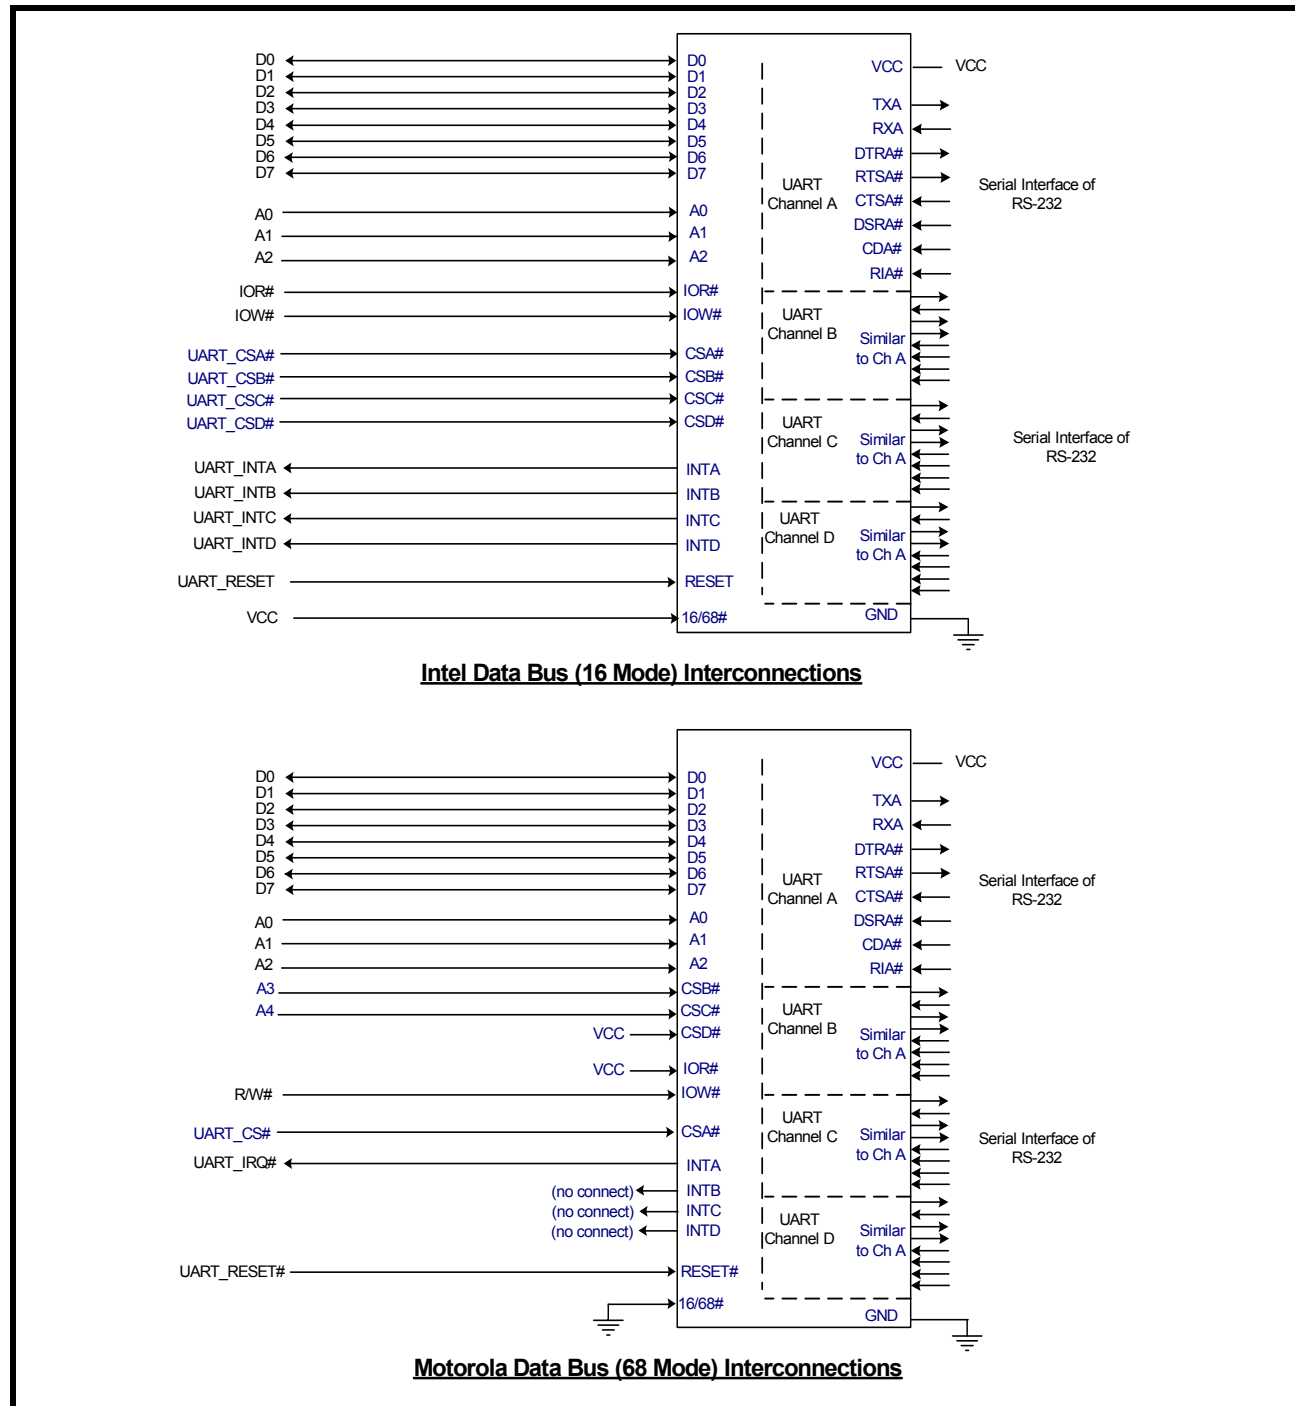 D0 D0 VCC VCC
D1 D1
D2 D2
D3 D3 TXA
D4 D4 RXA
D5 D5
D6 D6 DTRA#
D7 D7 RTSA#
UART
Channel A
Serial Interface of
RS-232
CTSA#
A0 A0 DSRA#
A1 A1 CDA#
A2 A2 RIA#
IOR# IOR#
IOW# IOW#
UART
Channel B
Similar
to Ch A
UART_CSA# CSA#
UART_CSB# CSB#
UART_CSC# CSC#
UART_CSD# CSD#
UART
Channel C
Similar
to Ch A
Serial Interface of
RS-232
UART_INTA INTA
UART_INTB INTB
UART_INTC INTC
UART_INTD INTD
UART
Channel D
Similar
to Ch A
UART_RESET RESET
VCC 16/68# GND
Intel Data Bus (16 Mode) Interconnections
D0 D0 VCC VCC
D1 D1
D2 D2
D3 D3 TXA
D4 D4 RXA
D5 D5
D6 D6 DTRA#
D7 D7 RTSA#
UART
Channel A
Serial Interface of
RS-232
CTSA#
A0 A0 DSRA#
A1 A1 CDA#
A2 A2 RIA#
A3 CSB#
A4 CSC#
VCC CSD#
UART
Channel B
Similar
to Ch A
VCC IOR#
R/W# IOW#
UART_CS# CSA#
UART
Channel C
Similar
to Ch A
Serial Interface of
RS-232
UART_IRQ# INTA
(no connect) INTB
(no connect) INTC
(no connect) INTD
UART
Channel D
Similar
to Ch A
UART_RESET# RESET#
16/68# GND
Motorola Data Bus (68 Mode) Interconnections